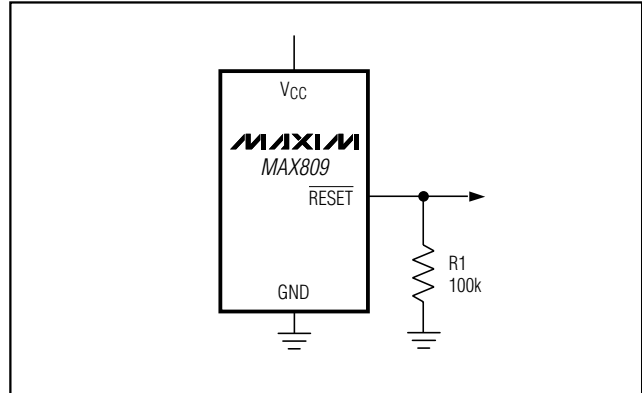 VCC
MAXIM
MAX809
RESET
R1
100k
GND